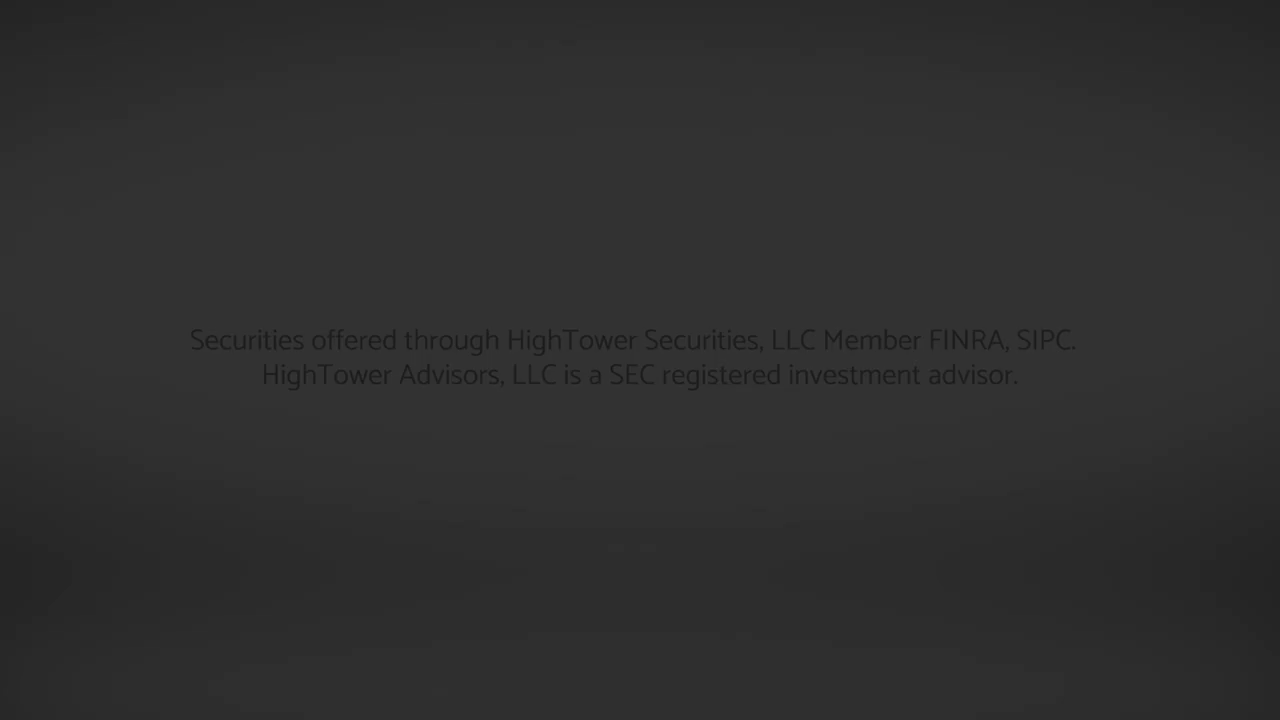 Securities offered through HighTower Securities, LLC Member FINRA, SIPC.
HighTower Advisors, LLC is a SEC registered investment advisor.